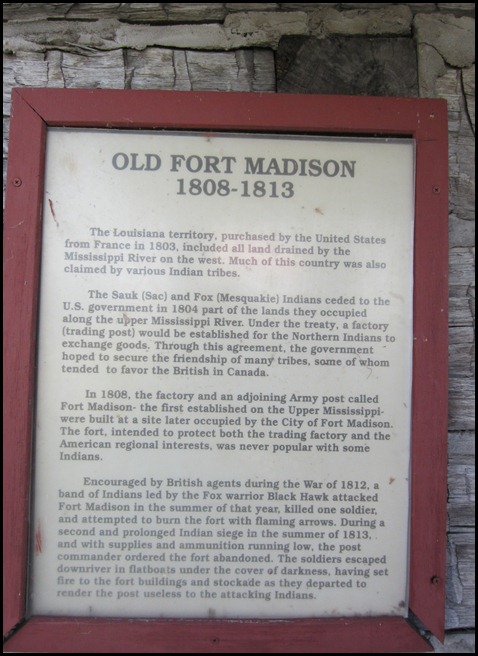 OLD FORT MADISON
1808-1813
The Louisiana territory, purchased by the United States
from France in 1803, included all land drained by the
Mississippi River on the west. Much of this country was also
claimed by various Indian tribes.
The Sauk (Sac) and Fox (Mesquakie) Indians ceded to the
U.S. government in 1804 part of the lands they occupied
along the upper Mississippi River. Under the treaty, a factory
(trading post) would be established for the Northern Indians to
exchange goods. Through this agreement, the government
hoped to secure the friendship of many tribes, some of whom
tended to favor the British in Canada.
In 1808, the factory and an adjoining Army post called
Fort Madison- the first established on the Upper Mississippi-
were built at a site later occupied by the City of Fort Madison.
The fort, intended to protect both the trading factory and the
American regional interests, was never popular with some
Indians.
Encouraged by British agents during the War of 1812, a
band of Indians led by the Fox warrior Black Hawk attacked
Fort Madison in the summer of that year, killed one soldier,
and attempted to burn the fort with flaming arrows. During a
second and prolonged Indian siege in the summer of 1813,
and with supplies and ammunition running low, the post
commander ordered the fort abandoned. The soldiers escaped
downriver in flatboats under the cover of darkness, having set
fire to the fort buildings and stockade as they departed to
render the post useless to the attacking Indians.